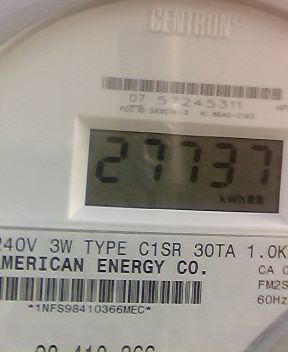 CENTRON
07 57245311
27737
kWh
240V 3W TYPE C1SR 30TA 1.0K
AMERICAN ENERGY CO.
CA 0
FM2S
60Hz
*1NFS98410366MEC*